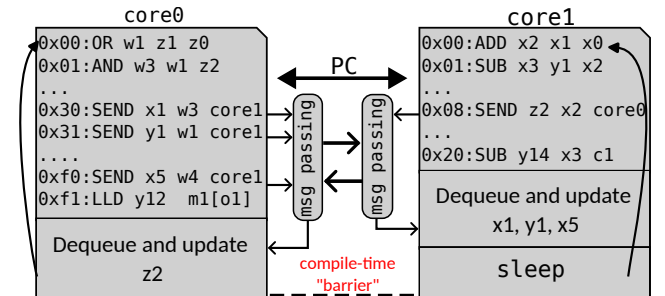 core0
0x00:OR w1 z1 z0
0x01:AND w3 w1 z2
...
0x30:SEND x1 w3 core1
0x31:SEND y1 w1 core1
....
0xf0:SEND x5 w4 core1
0xf1:LLD y12 m1[o1]
Dequeue and update
z2
PC
msg passing
msg passing
compile-time
"barrier"
core1
0x00:ADD x2 x1 x0
0x01:SUB x3 y1 x2
...
0x08:SEND z2 x2 core0
...
0x20:SUB y14 x3 c1
Dequeue and update
x1, y1, x5
sleep